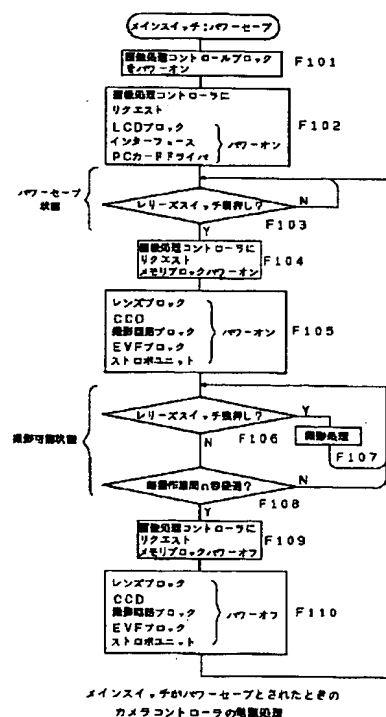 メインスイッチ:パワーセーブ
画像処理コントロールブロック
をパワーオン
F101
画像処理コントローラに
リクエスト
LCDブロック
インターフェース
PCカードドライバ
パワーオン
F102
パワーセーブ
状態
レリーズスイッチ
押し?
N
F103
Y
画像処理コントローラに
リクエスト
メモリブロックパワーオン
F104
レンズブロック
CCD
撮影回路ブロック
EVFブロック
ストロボユニット
パワーオン
F105
撮影可能状態
レリーズスイッチ
押し?
Y
F106
撮影処理
F107
N
無操作期間n秒経過?
N
F108
Y
画像処理コントローラに
リクエスト
メモリブロックパワーオフ
F109
レンズブロック
CCD
撮影回路ブロック
EVFブロック
ストロボユニット
パワーオフ
F110
メインスイッチがパワーセーブとされたときの
カメラコントローラの
処理